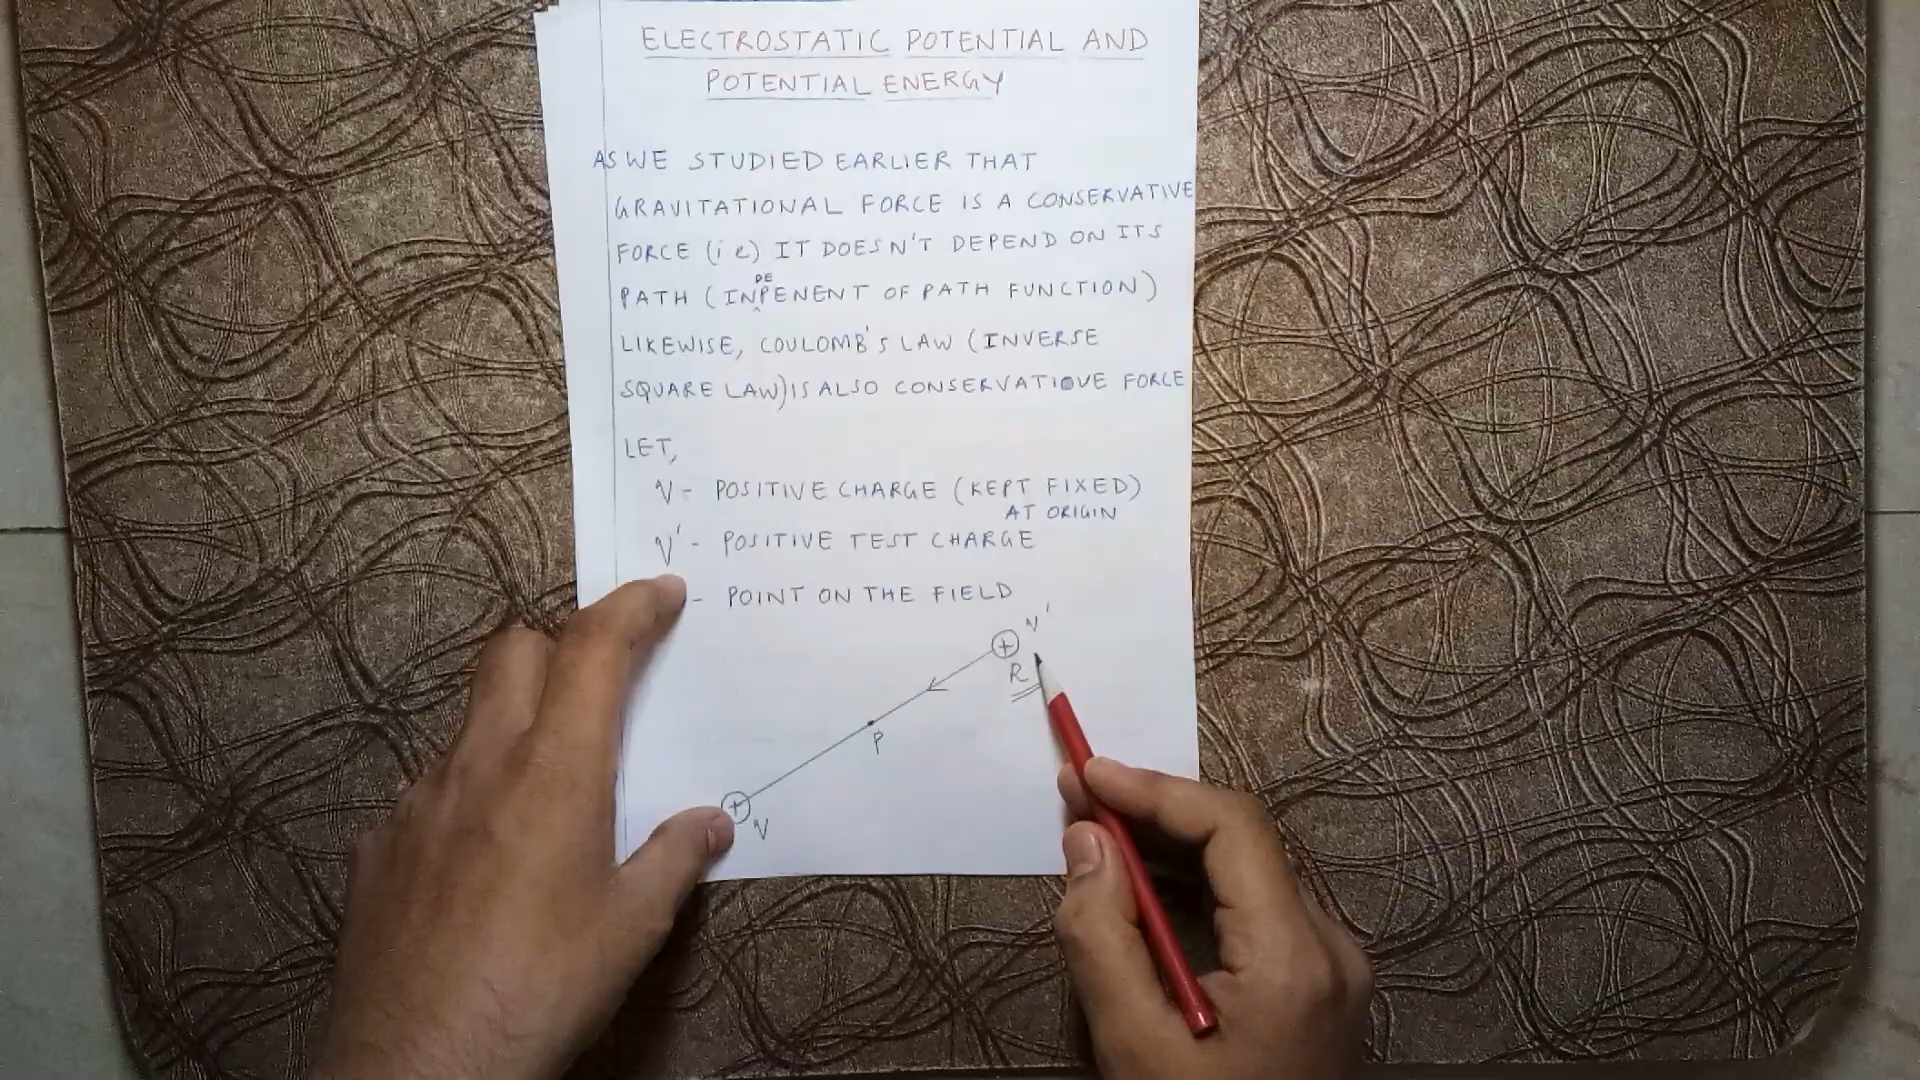 ELECTROSTATIC POTENTIAL AND
POTENTIAL ENERGY
AS WE STUDIED EARLIER THAT
GRAVITATIONAL FORCE IS A CONSERVATIVE
FORCE (i e) IT DOESN'T DEPEND ON ITS
DE
PATH (INPENENT OF PATH FUNCTION)
LIKEWISE, COULOMB'S LAW (INVERSE
SQUARE LAW) IS ALSO CONSERVATIOVE FORCE
LET,
q - POSITIVE CHARGE (KEPT FIXED)
AT ORIGIN
q' - POSITIVE TEST CHARGE
- POINT ON THE FIELD
q'
+
R
P
+
q